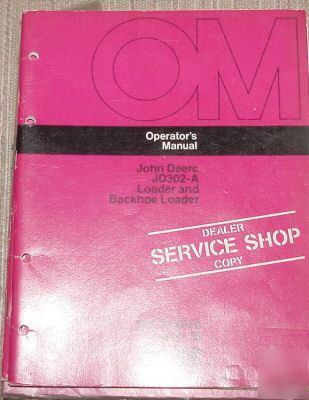 OM
Operator's
Manual
John Deere
JD302-A
Loader and
Backhoe Loader
DEALER
SERVICE SHOP
COPY